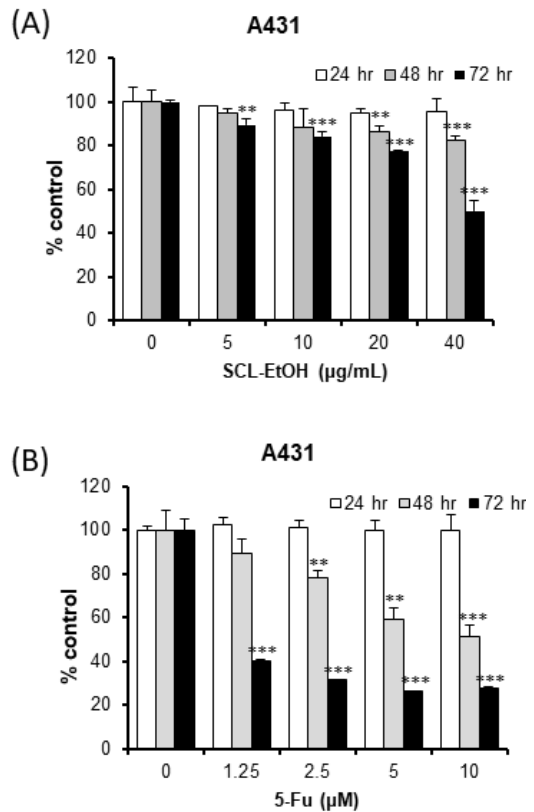 (A)
A431
24 hr 48 hr 72 hr
120
100
80
60
40
20
0
% control
** *** ** *** *** ***
0 5 10 20 40
SCL-EtOH (µg/mL)
(B)
A431
24 hr 48 hr 72 hr
120
100
80
60
40
20
0
% control
*** ** *** ** *** *** ***
0 1.25 2.5 5 10
5-Fu (µM)